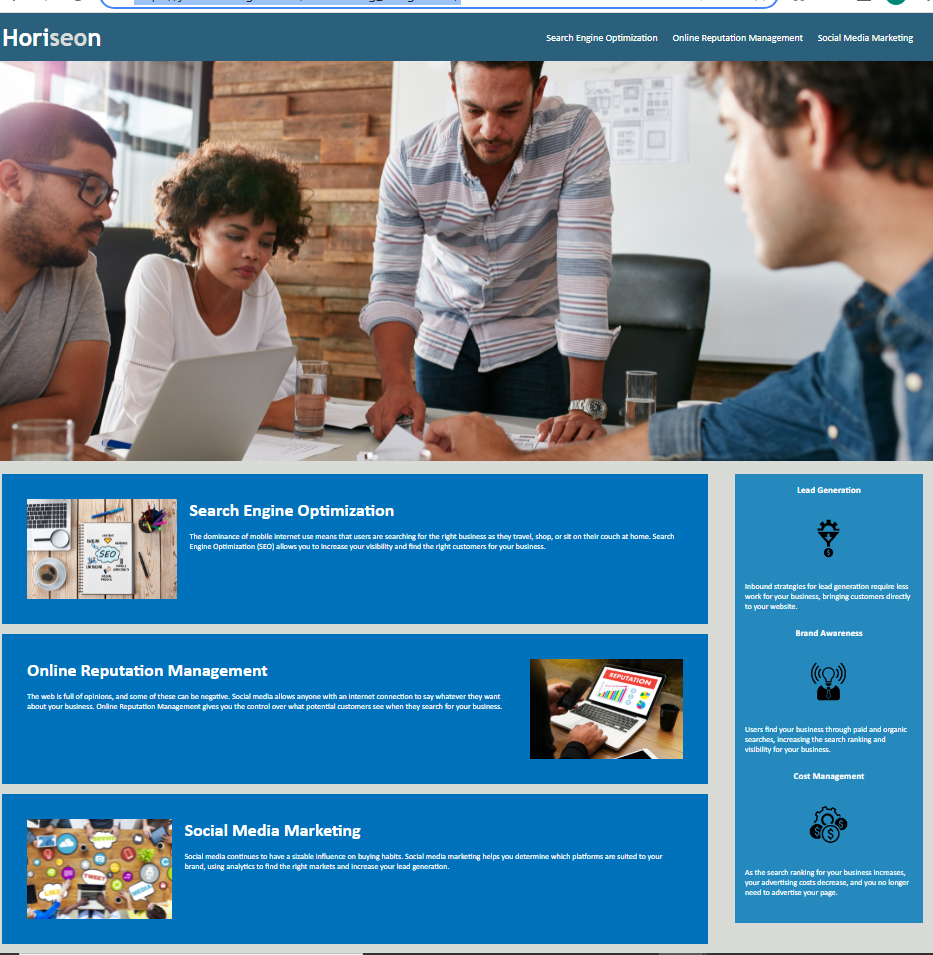 Horiseon
Search Engine Optimization Online Reputation Management Social Media Marketing
Search Engine Optimization
The dominance of mobile internet use means that users are searching for the right business as they travel, shop, or sit on their couch at home. Search
Engine Optimization (SEO) allows you to increase your visibility and find the right customers for your business.
SEO
Online Reputation Management
The web is full of opinions, and some of these can be negative. Social media allows anyone with an internet connection to say whatever they want
about your business. Online Reputation Management gives you the control over what potential customers see when they search for your business.
REPUTATION
Social Media Marketing
Social media continues to have a sizable influence on buying habits. Social media marketing helps you determine which platforms are suited to your
brand, using analytics to find the right markets and increase your lead generation.
TWEET
LIKE
MEDIA
Lead Generation
Inbound strategies for lead generation require less
work for your business, bringing customers directly
to your website.
Brand Awareness
Users find your business through paid and organic
searches, increasing the search ranking and
visibility for your business.
Cost Management
As the search ranking for your business increases,
your advertising costs decrease, and you no longer
need to advertise your page.